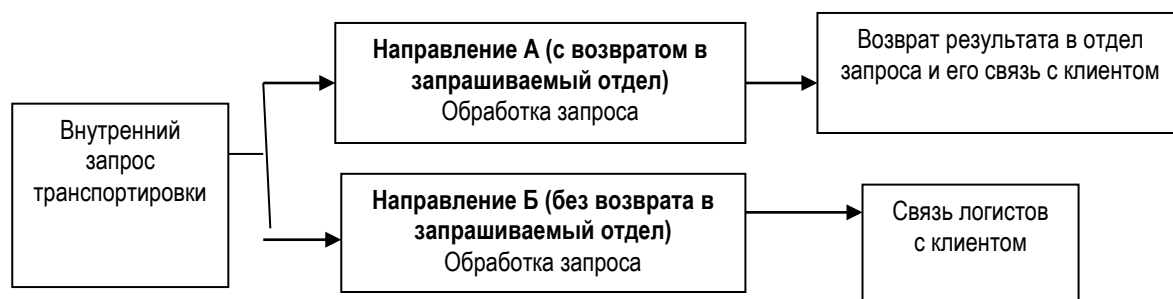 Внутренний
запрос
транспортировки
Направление А (с возвратом в
запрашиваемый отдел)
Обработка запроса
Возврат результата в отдел
запроса и его связь с клиентом
Направление Б (без возврата в
запрашиваемый отдел)
Обработка запроса
Связь логистов
с клиентом